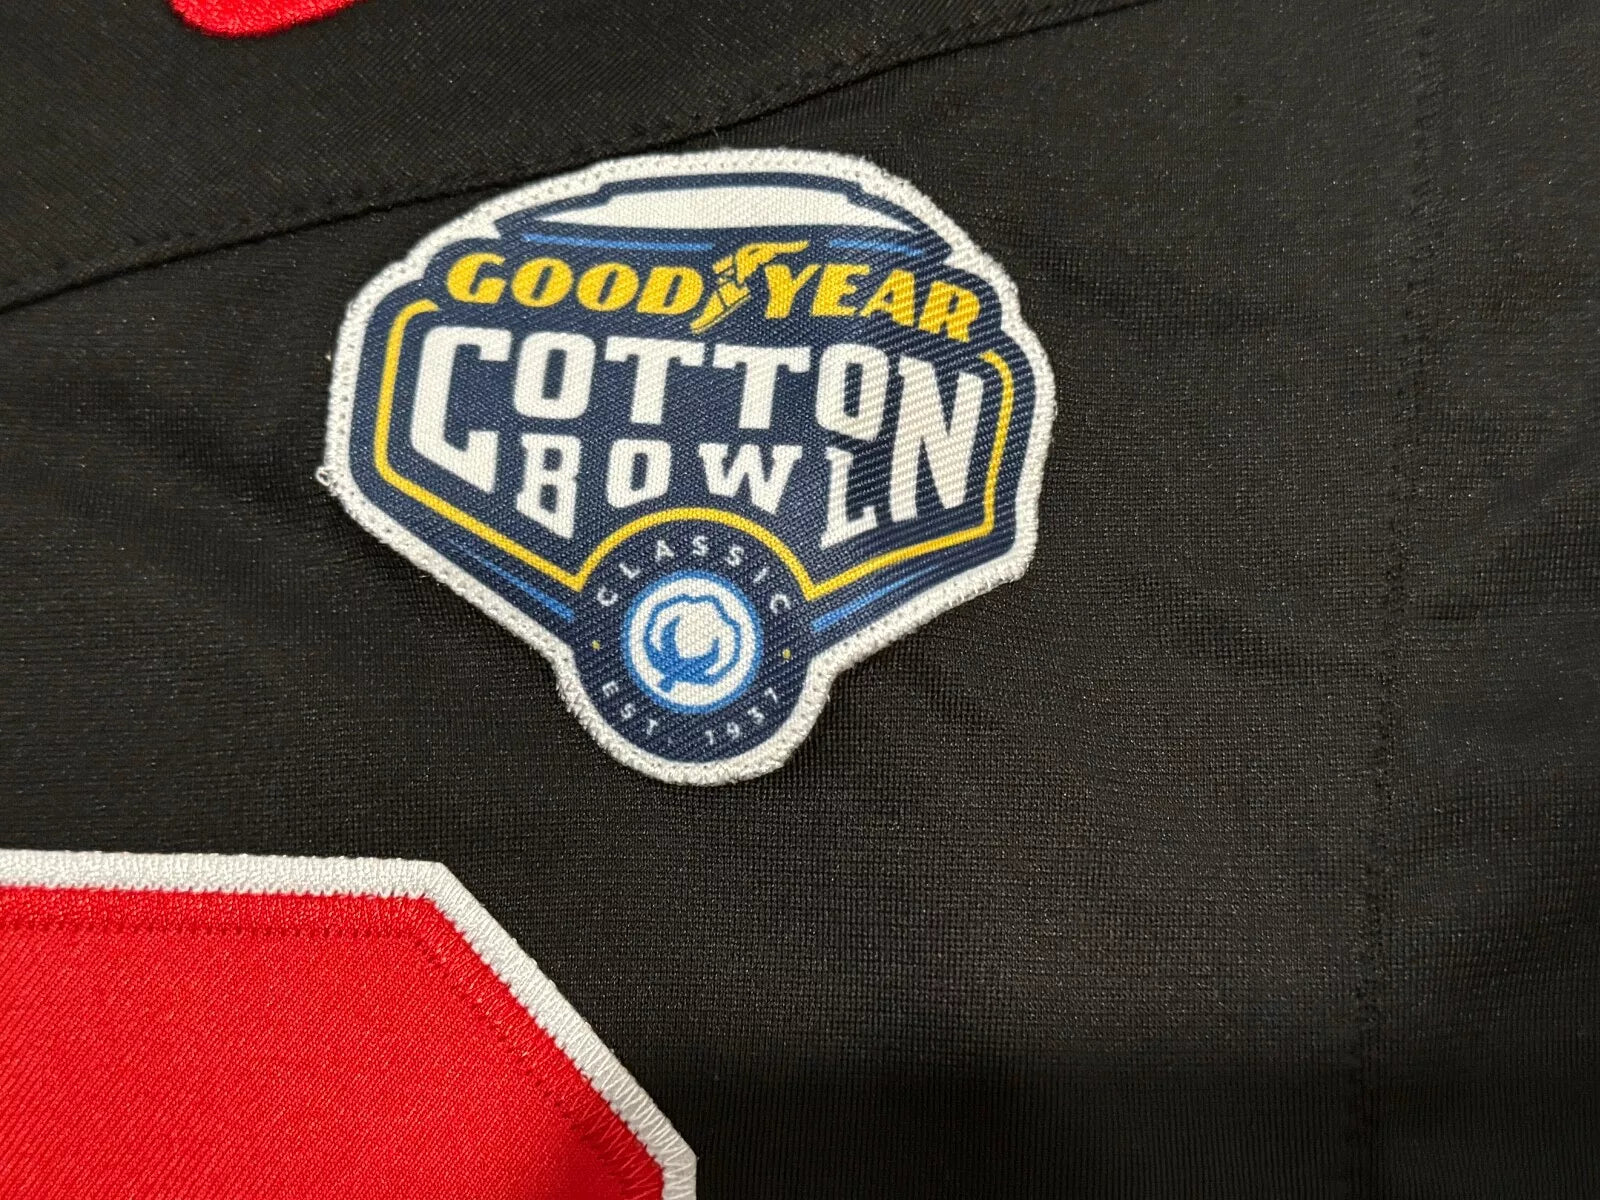 GOODYEAR
COTTON
BOWL
CLASSIC
EST 1937